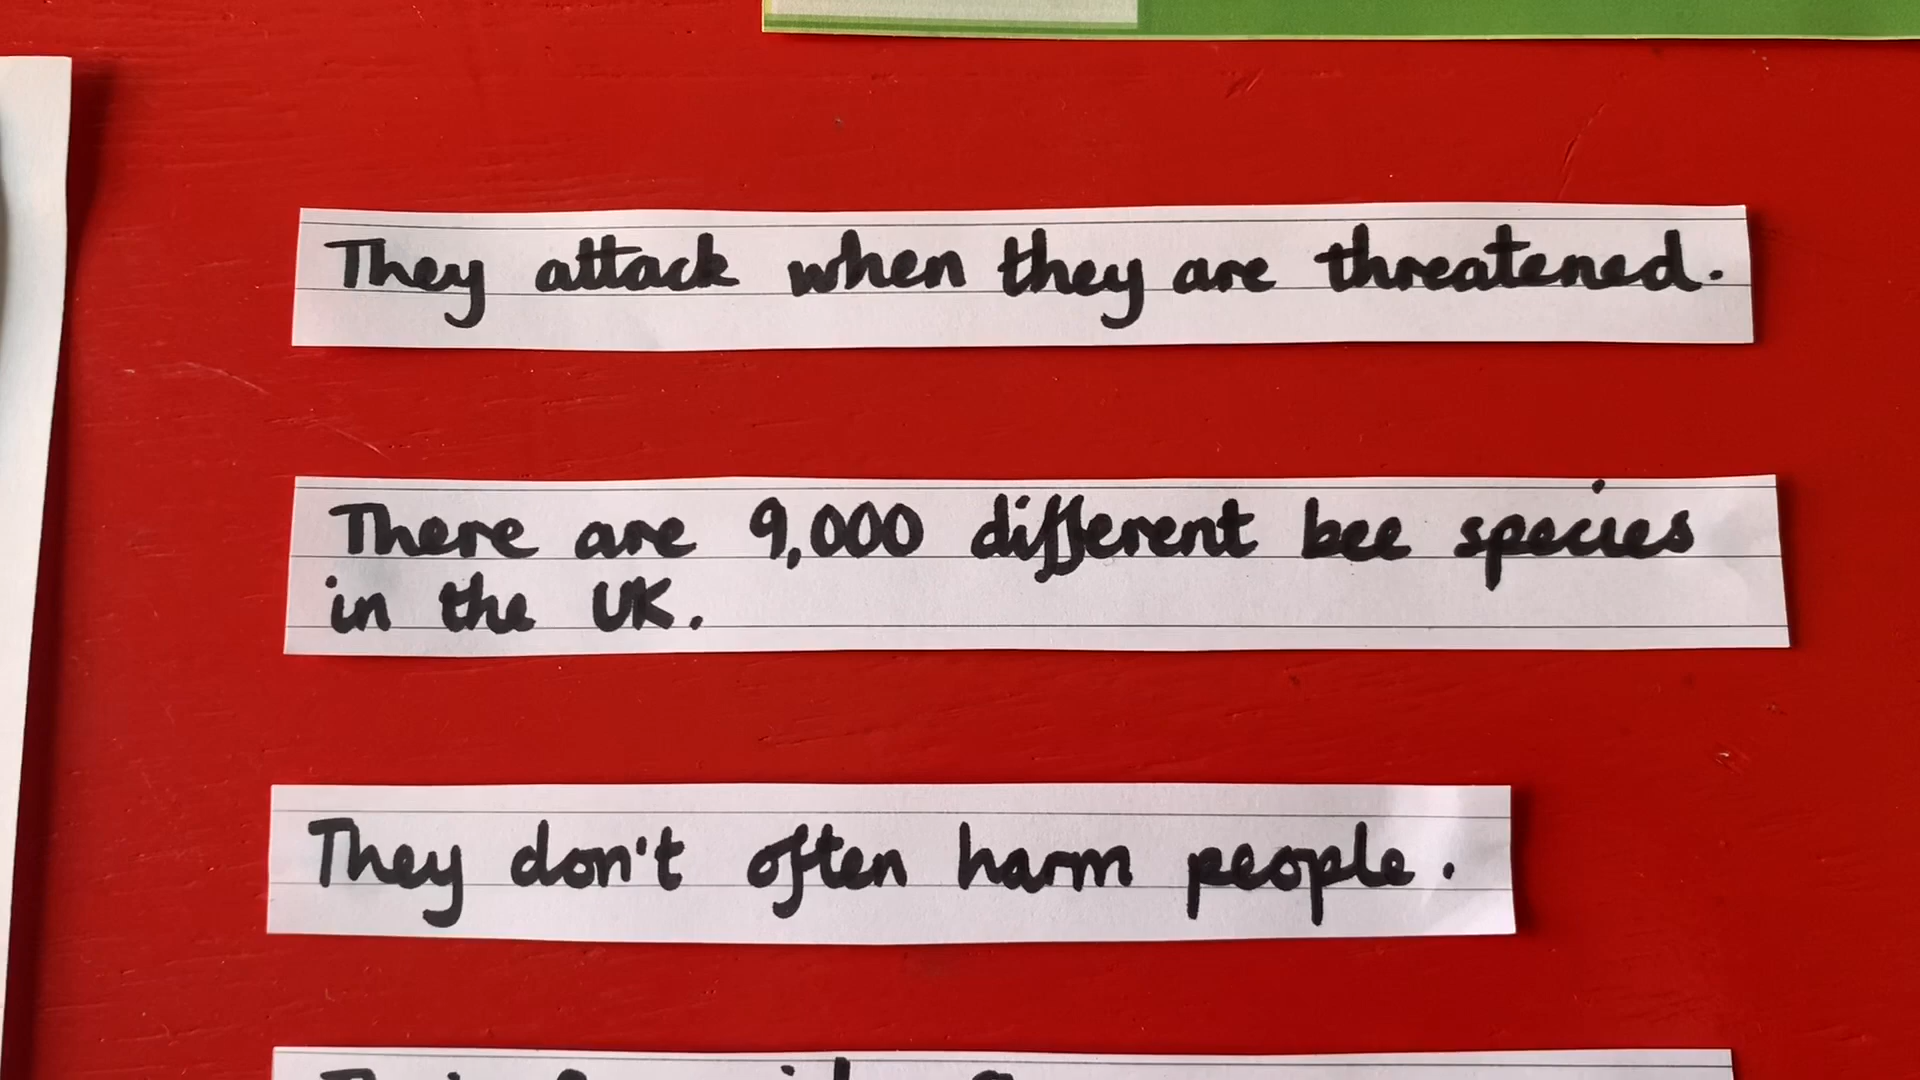 They attack when they are threatened.
There are 9,000 different bee species
in the UK.
They don't often harm people.